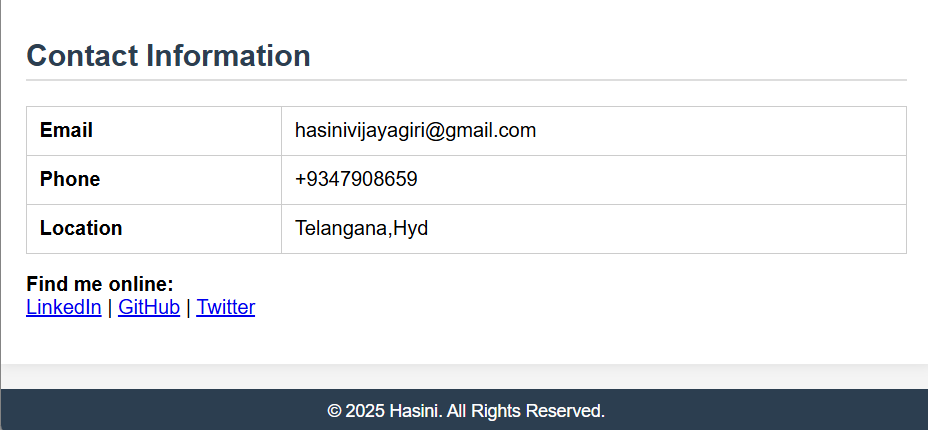 Contact Information
Email hasinivijayagiri@gmail.com
Phone +9347908659
Location Telangana,Hyd
Find me online:
LinkedIn | GitHub | Twitter
© 2025 Hasini. All Rights Reserved.